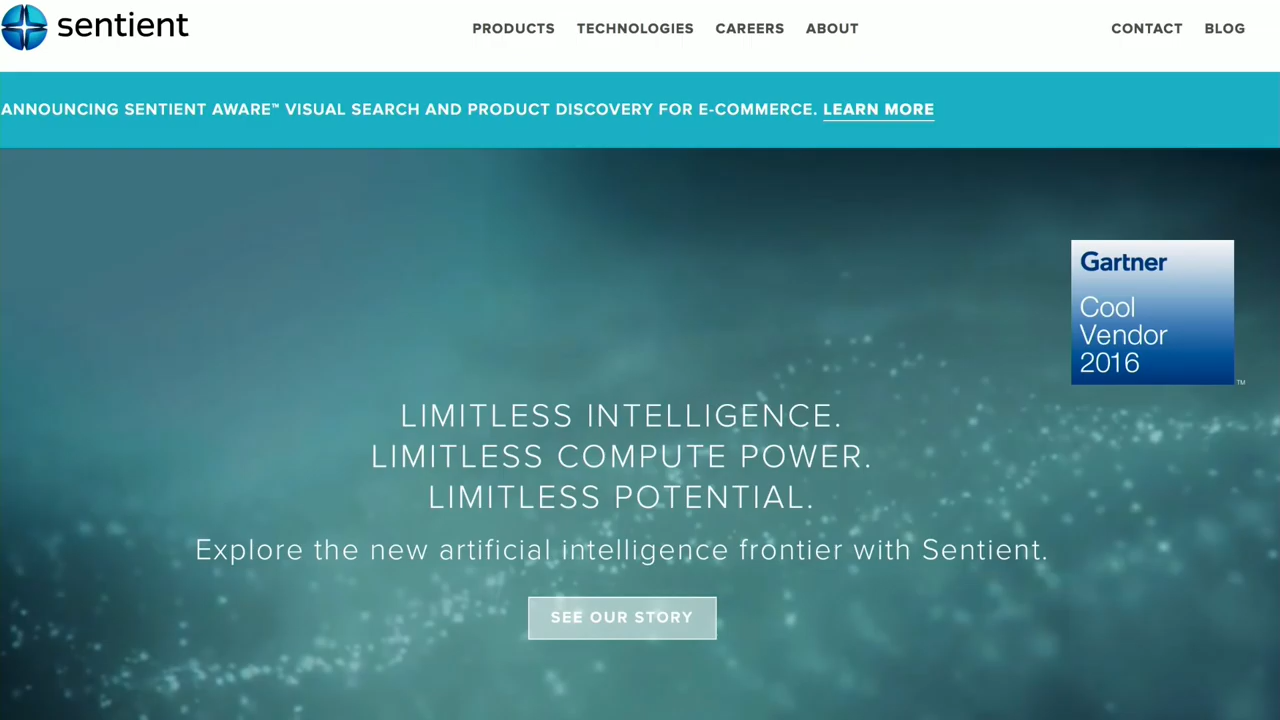 sentient
PRODUCTS TECHNOLOGIES CAREERS ABOUT CONTACT BLOG
ANNOUNCING SENTIENT AWARE™ VISUAL SEARCH AND PRODUCT DISCOVERY FOR E-COMMERCE. LEARN MORE
Gartner
Cool
Vendor
2016
TM
LIMITLESS INTELLIGENCE.
LIMITLESS COMPUTE POWER.
LIMITLESS POTENTIAL.
Explore the new artificial intelligence frontier with Sentient.
SEE OUR STORY